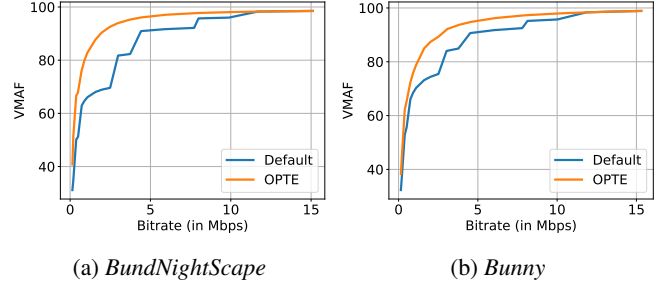 100
80
60
40
VMAF
Default
OPTE
0
5
10
15
Bitrate (in Mbps)
(a) BundNightScape
100
80
60
40
VMAF
Default
OPTE
0
5
10
15
Bitrate (in Mbps)
(b) Bunny